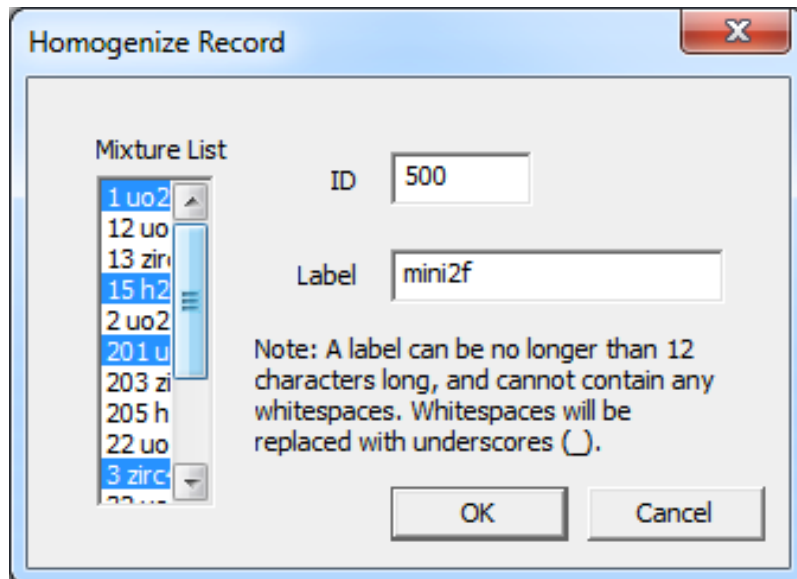 Homogenize Record
Mixture List
1 uo2
12 uo
13 zir
15 h2
2 uo2
201 u
203 zi
205 h
22 uo
3 zirc
ID
500
Label
mini2f
Note: A label can be no longer than 12
characters long, and cannot contain any
whitespaces. Whitespaces will be
replaced with underscores (_).
OK
Cancel